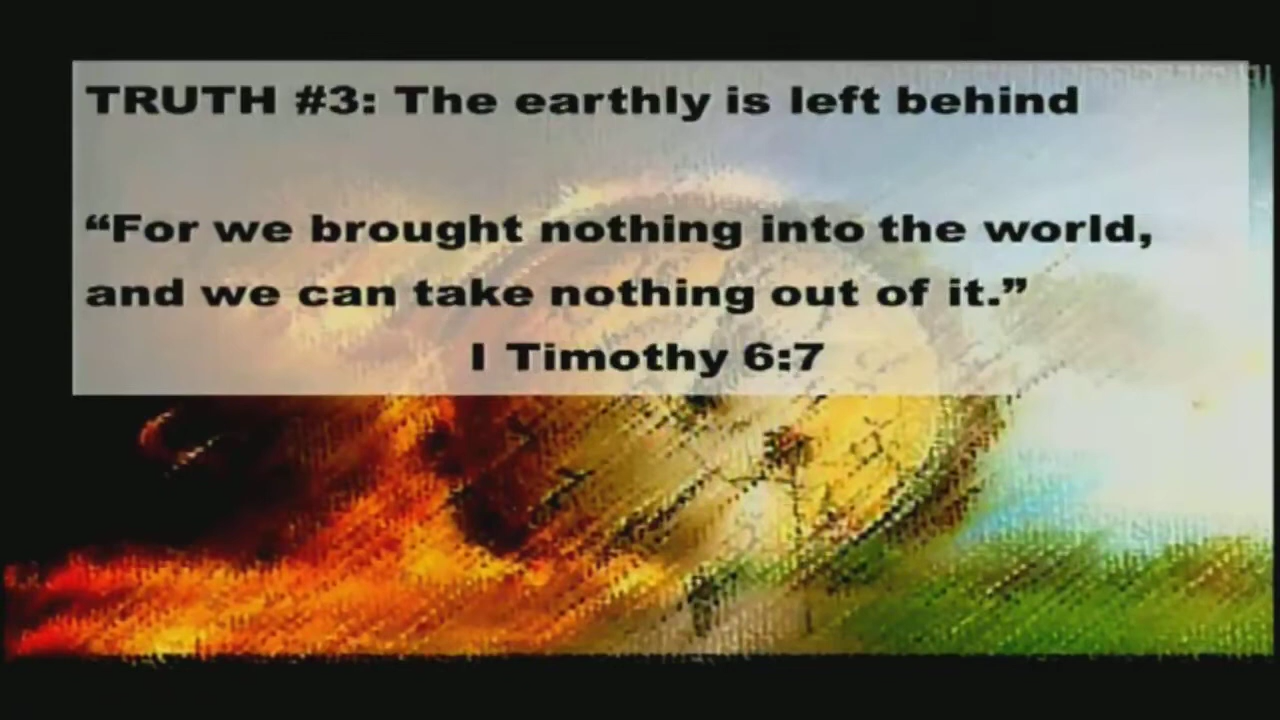 TRUTH #3: The earthly is left behind
“For we brought nothing into the world,
and we can take nothing out of it.”
I Timothy 6:7